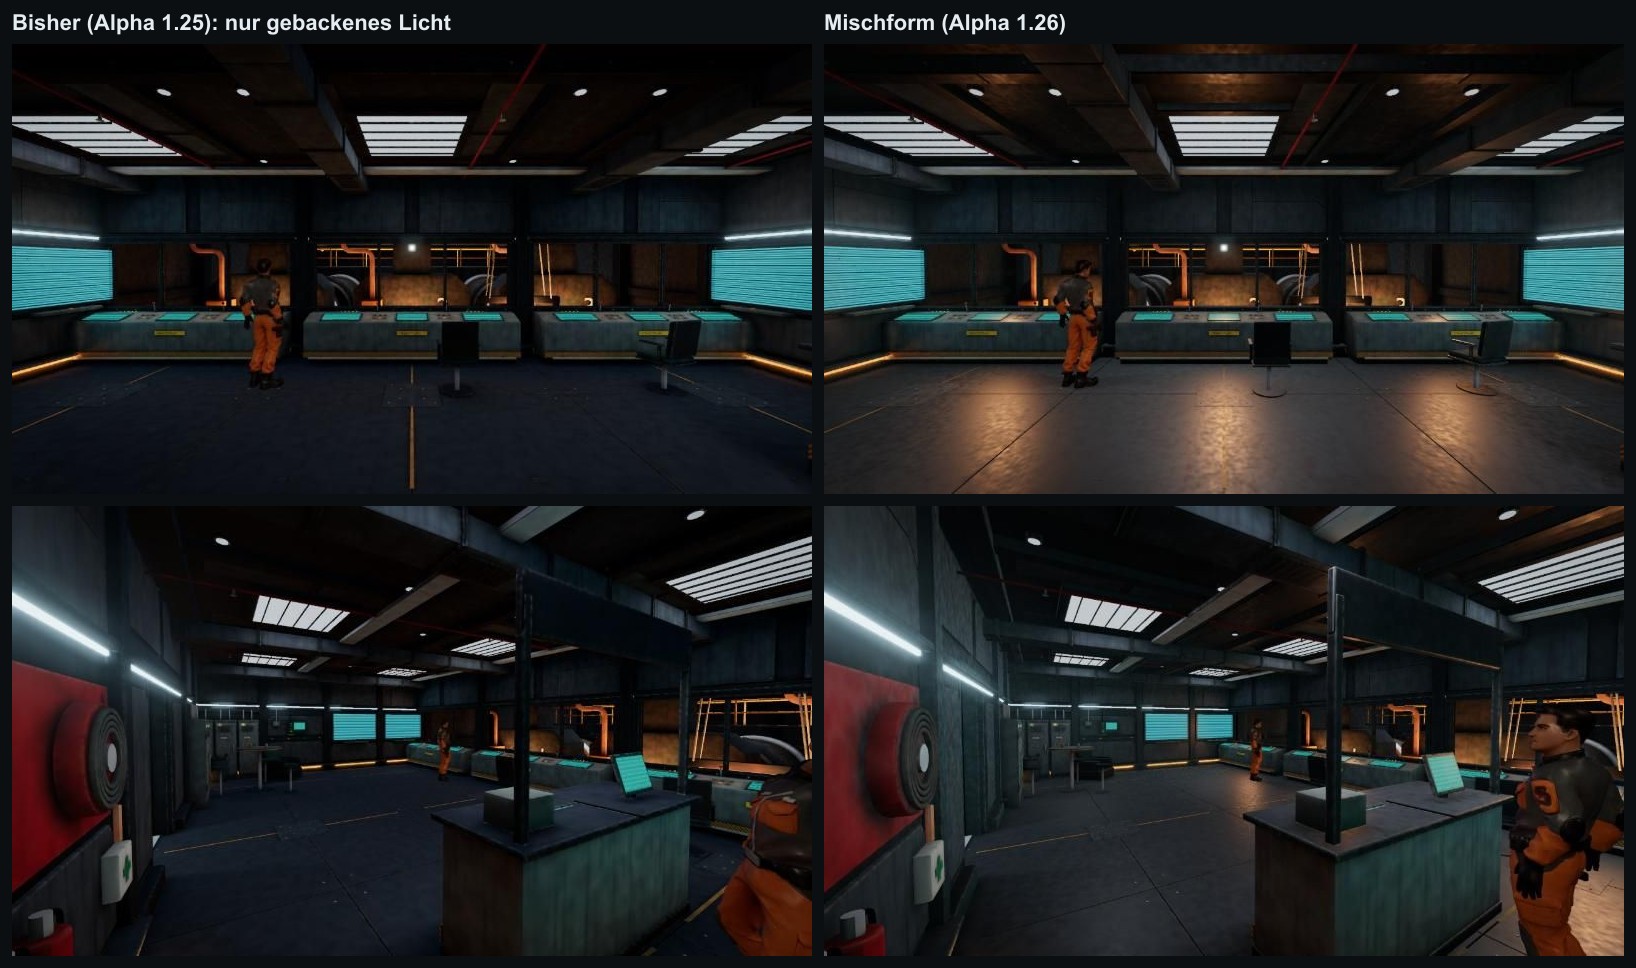 Bisher (Alpha 1.25): nur gebackenes Licht
Mischform (Alpha 1.26)